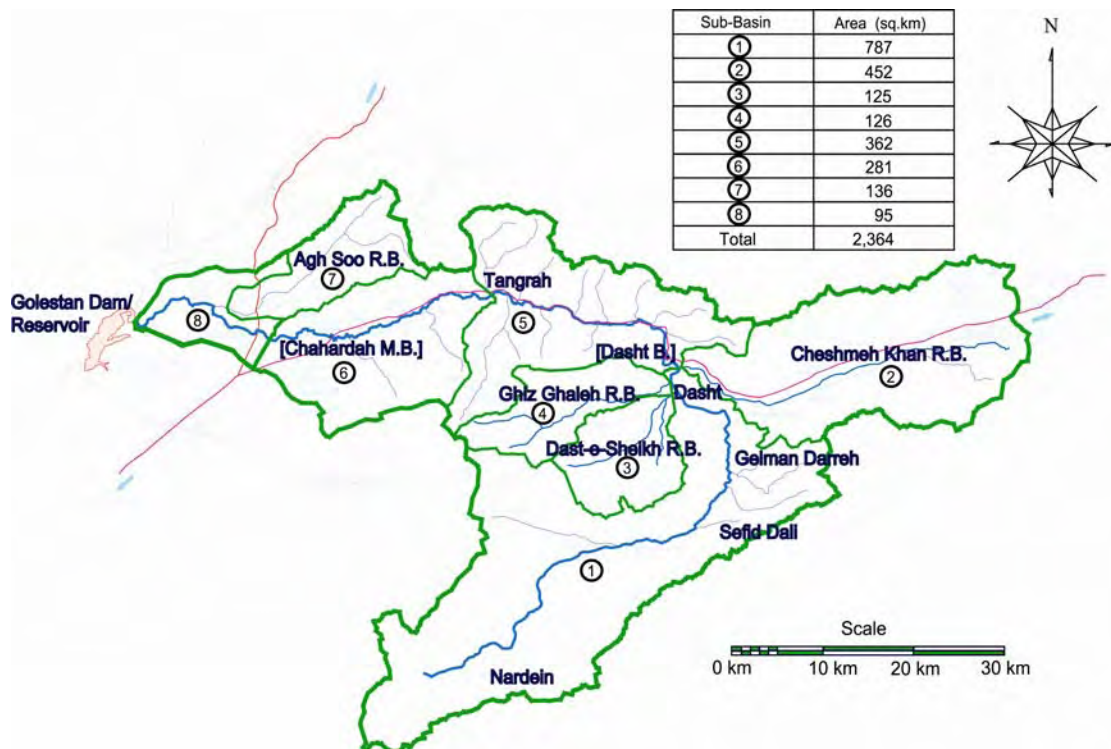 Sub-Basin Area (sq.km)
1 787
2 452
3 125
4 126
5 362
6 281
7 136
8 95
Total 2,364
N
Agh Soo R.B.
7
Tangrah
Golestan Dam/
Reservoir
8
5
[Chahardah M.B.]
6
[Dasht B.]
Cheshmeh Khan R.B.
2
Ghiz Ghaleh R.B.
4
Dasht
Dast-e-Sheikh R.B.
3
Gelman Darreh
Sefid Dall
1
Nardein
Scale
0 km 10 km 20 km 30 km